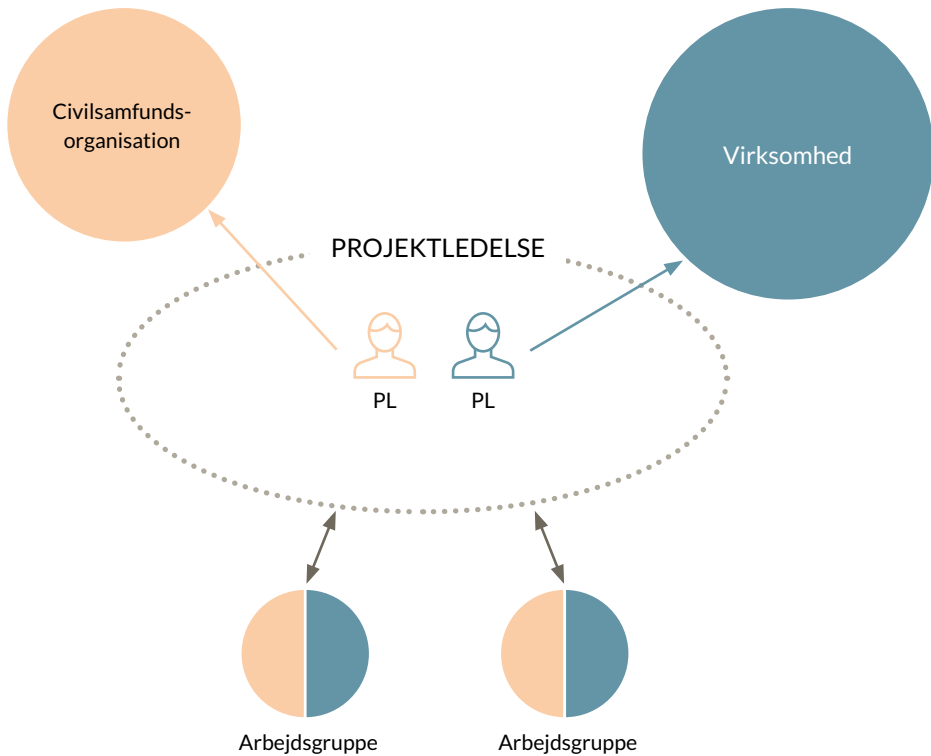 Civilsamfunds-
organisation
Virksomhed
PROJEKTLEDELSE
PL
PL
Arbejdsgruppe
Arbejdsgruppe